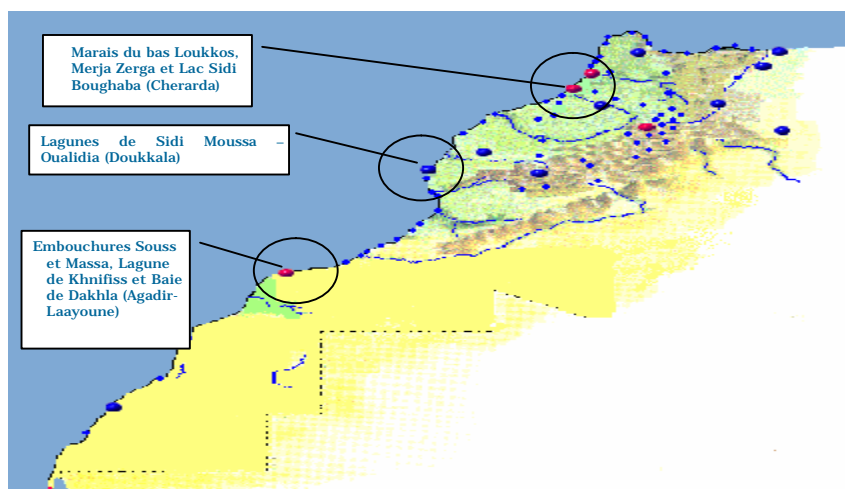 Marais du bas Loukkos,
Merja Zerga et Lac Sidi
Boughaba (Cherarda)
Lagunes de Sidi Moussa –
Oualidia (Doukkala)
Embouchures Souss
et Massa, Lagune
de Khnifiss et Baie
de Dakhla (Agadir-
Laayoune)